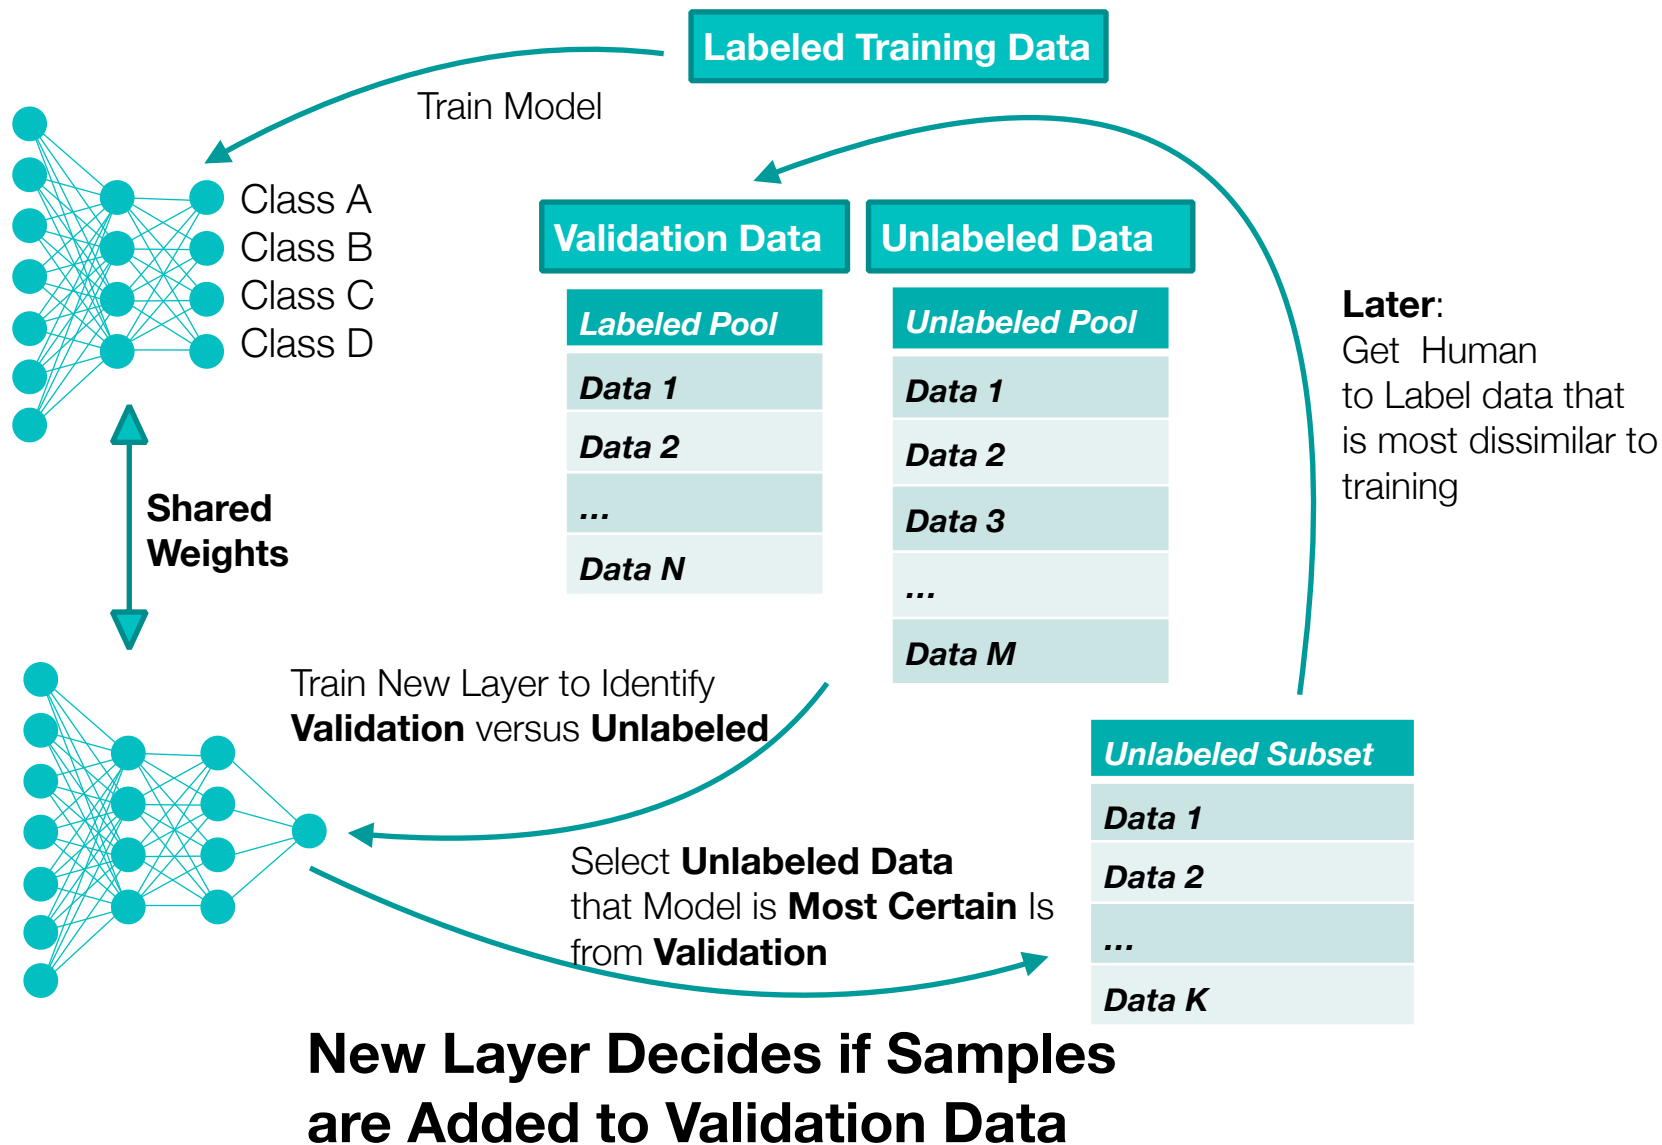 Labeled Training Data
Train Model
Class A
Class B
Class C
Class D
Validation Data
Unlabeled Data
Labeled Pool
Data 1
Data 2
...
Data N
Unlabeled Pool
Data 1
Data 2
Data 3
...
Data M
Later:
Get Human
to Label data that
is most dissimilar to
training
Shared
Weights
Train New Layer to Identify
Validation versus Unlabeled
Select Unlabeled Data
that Model is Most Certain Is
from Validation
Unlabeled Subset
Data 1
Data 2
...
Data K
New Layer Decides if Samples
are Added to Validation Data